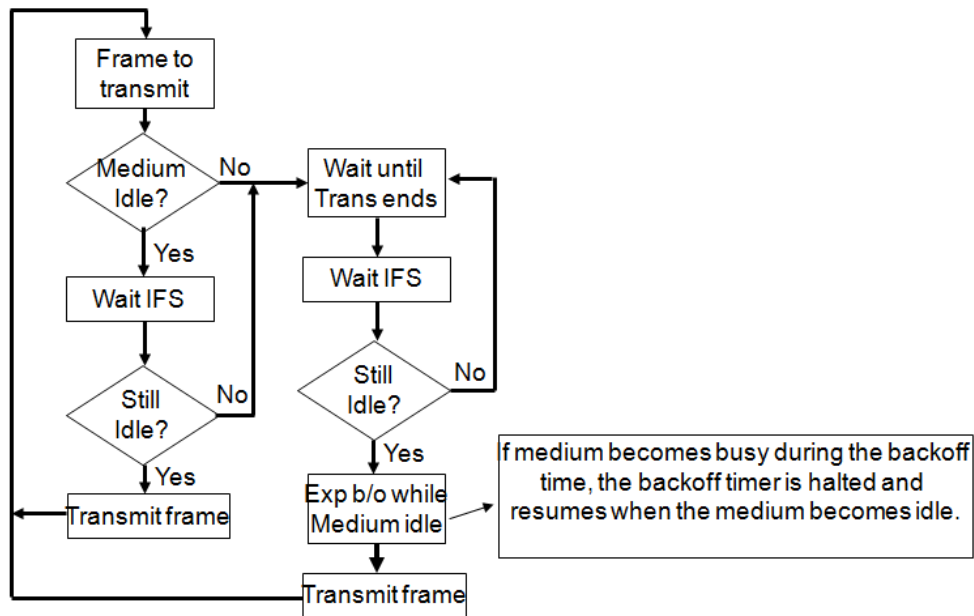 Frame to
transmit
Medium
Idle?
No
Yes
Wait IFS
Still
Idle?
No
Yes
Transmit frame
Wait until
Trans ends
Wait IFS
Still
Idle?
No
Yes
Exp b/o while
Medium idle
Transmit frame
If medium becomes busy during the backoff
time, the backoff timer is halted and
resumes when the medium becomes idle.